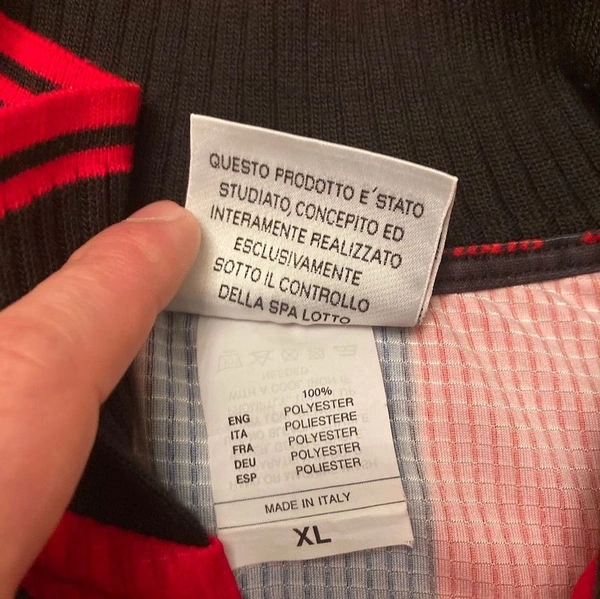 QUESTO PRODOTTO E´STATO
STUDIATO, CONCEPITO ED
INTERAMENTE REALIZZATO
ESCLUSIVAMENTE
SOTTO IL CONTROLLO
DELLA SPA LOTTO
100%
ENG POLYESTER
ITA POLIESTERE
FRA POLYESTER
DEU POLYESTER
ESP POLIESTER
MADE IN ITALY
XL